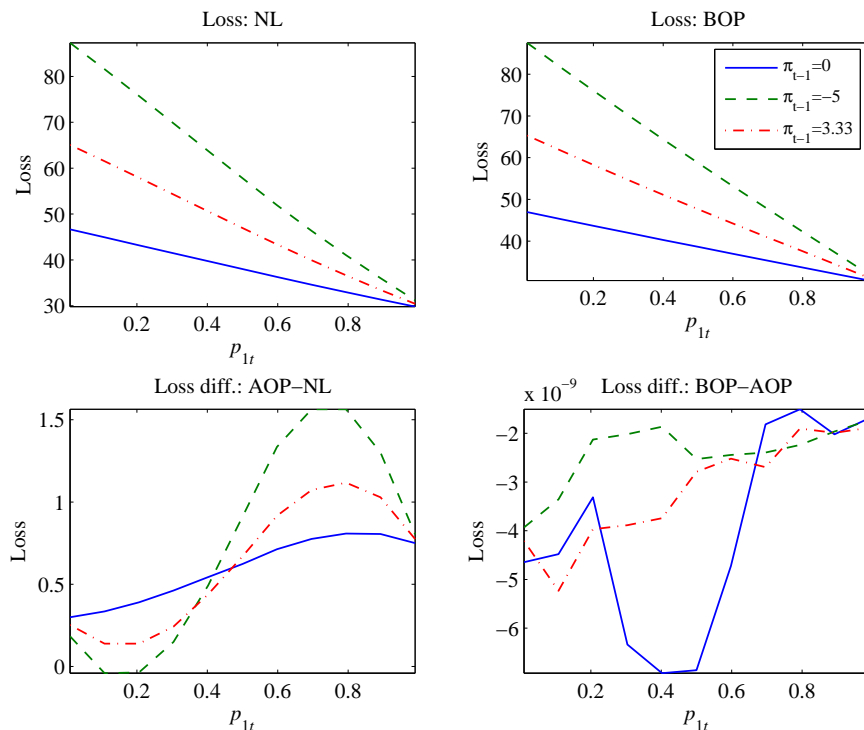 Loss: NL
80
70
60
50
40
30
Loss
0.2 0.4 0.6 0.8
p1t
Loss: BOP
80
70
60
50
40
Loss
0.2 0.4 0.6 0.8
p1t
πt−1=0
πt−1=−5
πt−1=3.33
Loss diff.: AOP−NL
1.5
1
0.5
0
Loss
0.2 0.4 0.6 0.8
p1t
Loss diff.: BOP−AOP
x 10−9
−2
−3
−4
−5
−6
Loss
0.2 0.4 0.6 0.8
p1t